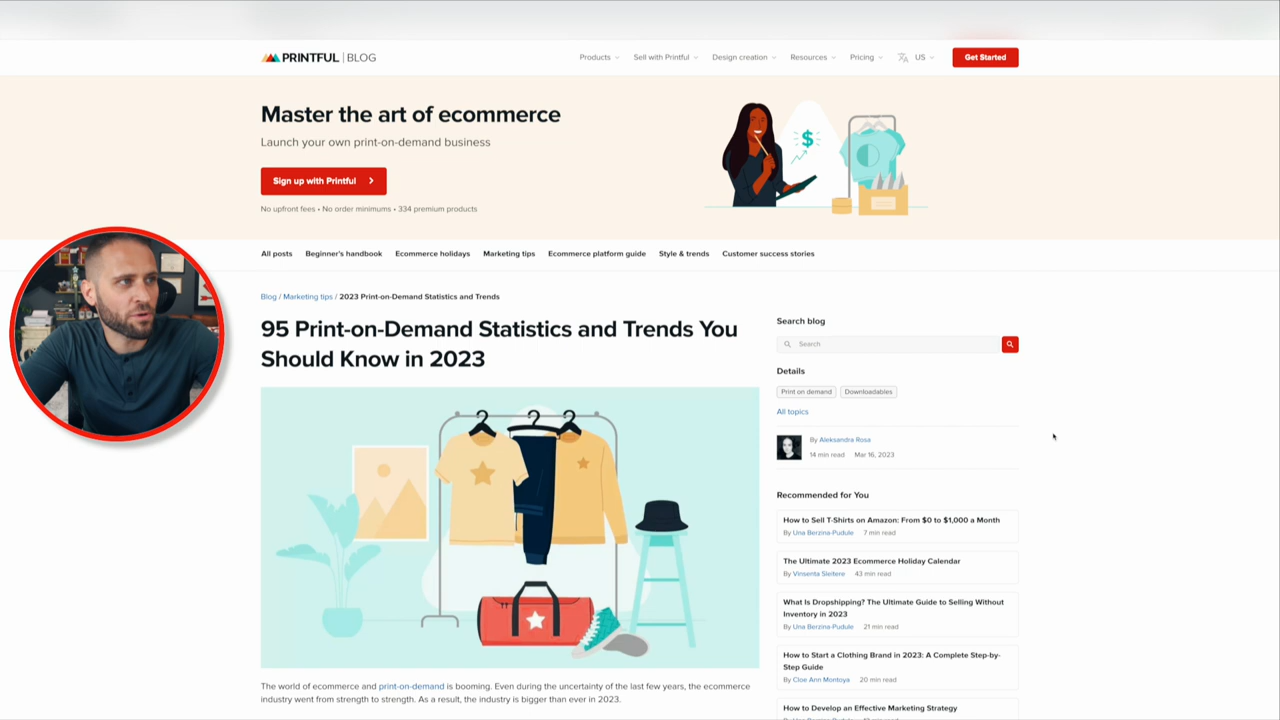 PRINTFUL | BLOG
Products
Sell with Printful
Design creation
Resources
Pricing
US
Get Started
Master the art of ecommerce
Launch your own print-on-demand business
Sign up with Printful
No upfront fees • No order minimums • 334 premium products
$
All posts
Beginner's handbook
Ecommerce holidays
Marketing tips
Ecommerce platform guide
Style & trends
Customer success stories
Blog / Marketing tips / 2023 Print-on-Demand Statistics and Trends
95 Print-on-Demand Statistics and Trends You
Should Know in 2023
The world of ecommerce and print-on-demand is booming. Even during the uncertainty of the last few years, the ecommerce
industry went from strength to strength. As a result, the industry is bigger than ever in 2023.
Search blog
Search
Details
Print on demand
Downloadables
All topics
By Aleksandra Rosa
14 min read Mar 16, 2023
Recommended for You
How to Sell T-Shirts on Amazon: From $0 to $1,000 a Month
By Una Berzina-Pudule 7 min read
The Ultimate 2023 Ecommerce Holiday Calendar
By Vinsenta Sleitere 43 min read
What Is Dropshipping? The Ultimate Guide to Selling Without
Inventory in 2023
By Una Berzina-Pudule 21 min read
How to Start a Clothing Brand in 2023: A Complete Step-by-
Step Guide
By Cloe Ann Montoya 20 min read
How to Develop an Effective Marketing Strategy